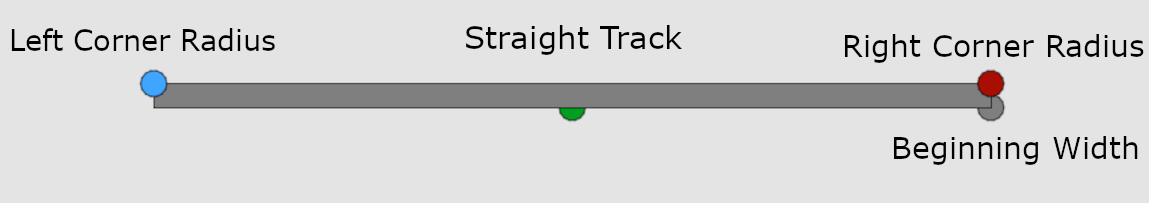 Left Corner Radius
Straight Track
Right Corner Radius
Beginning Width